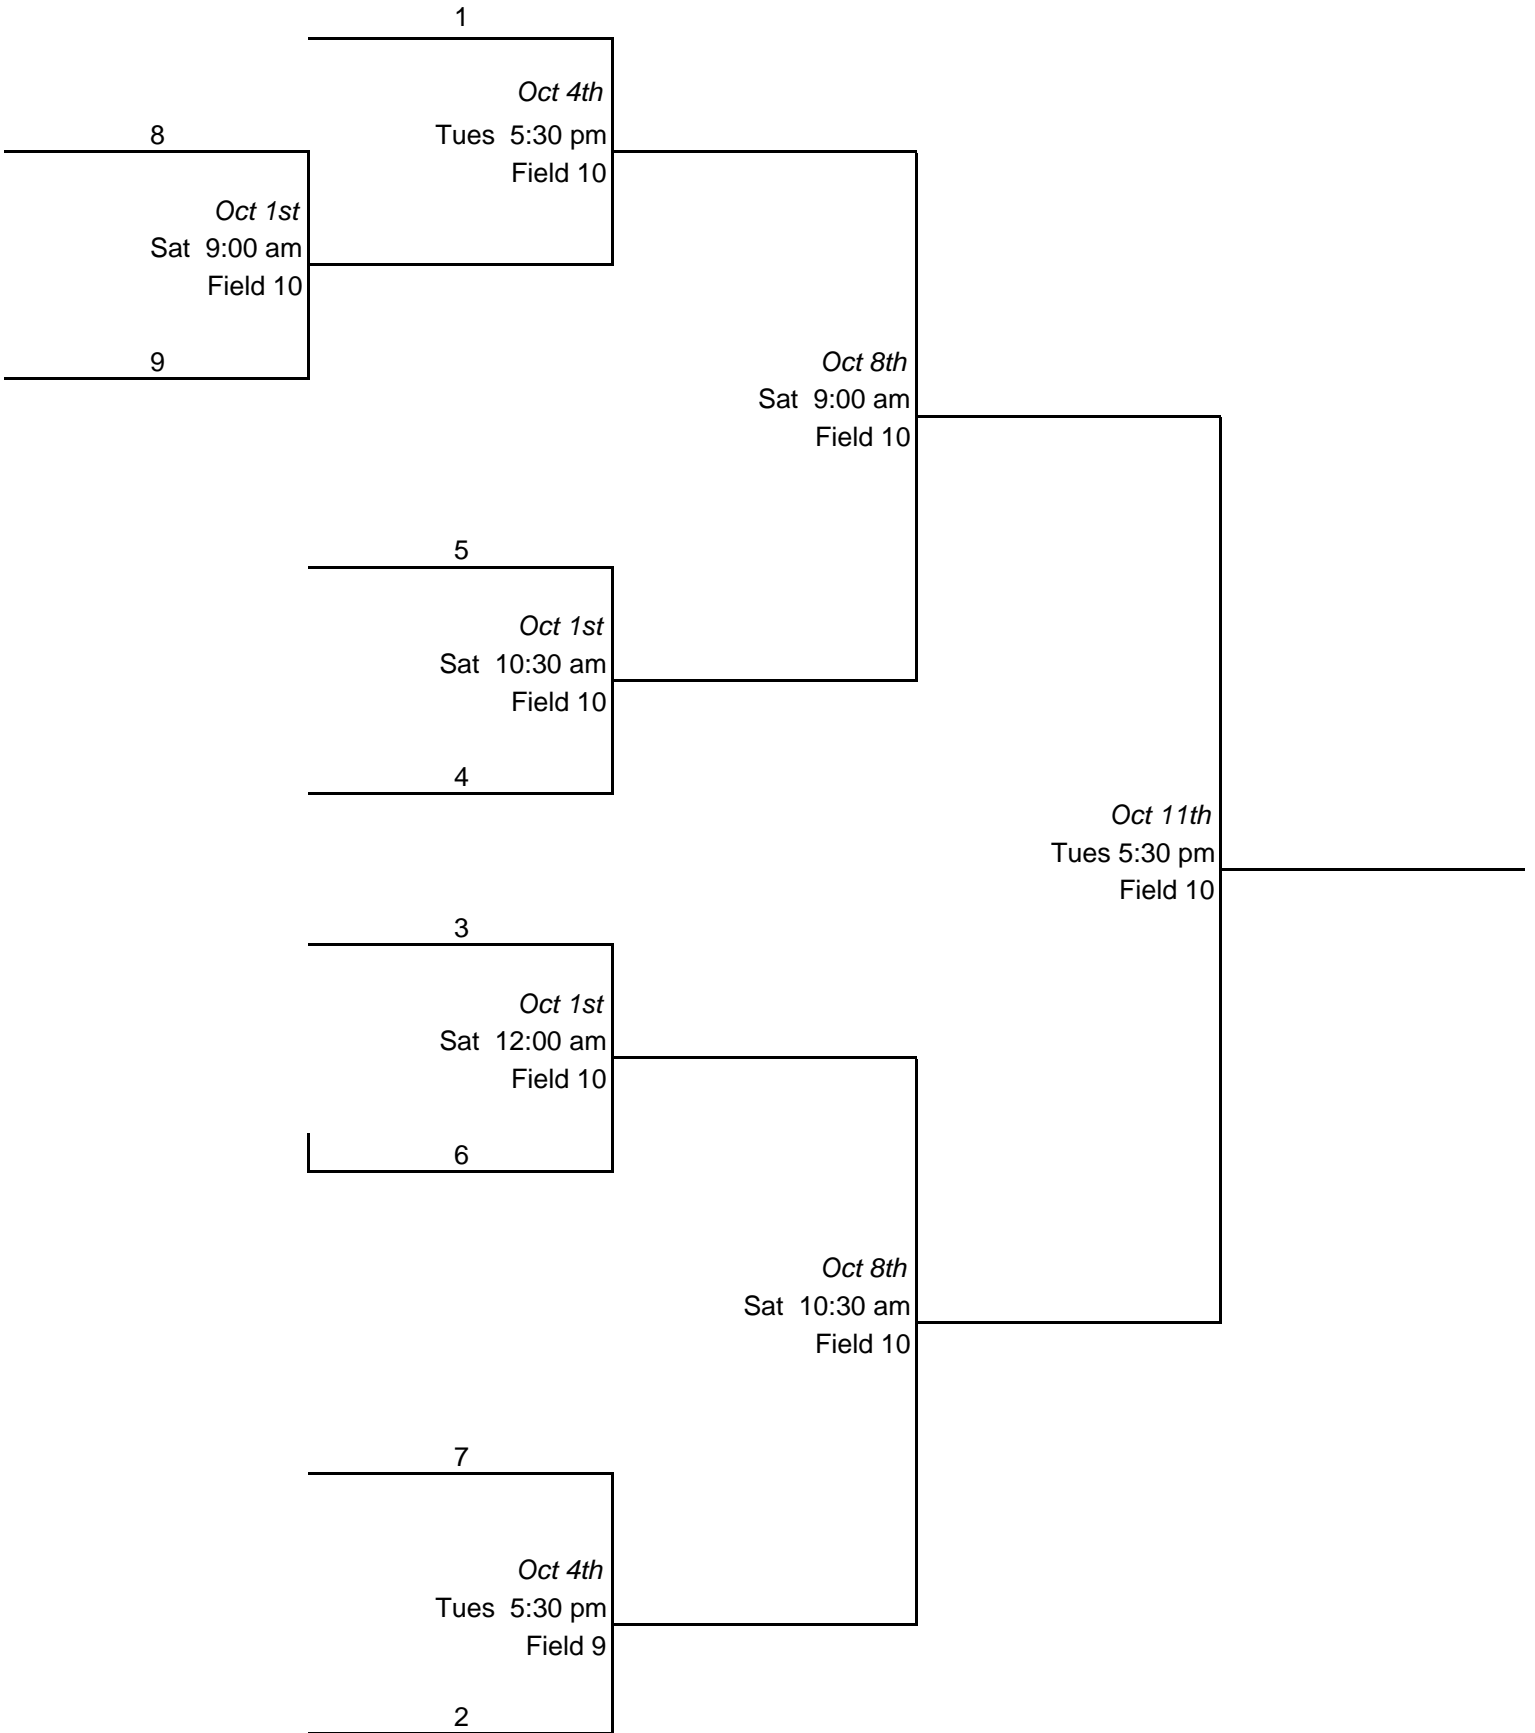 1
Oct 4th
Tues  5:30 pm
Field 10
8
Oct 1st
Sat  9:00 am
Field 10
9
Oct 8th
Sat  9:00 am
Field 10
5
Oct 1st
Sat  10:30 am
Field 10
4
Oct 11th
Tues 5:30 pm
Field 10
3
Oct 1st
Sat  12:00 am
Field 10
6
Oct 8th
Sat  10:30 am
Field 10
7
Oct 4th
Tues  5:30 pm
Field 9
2